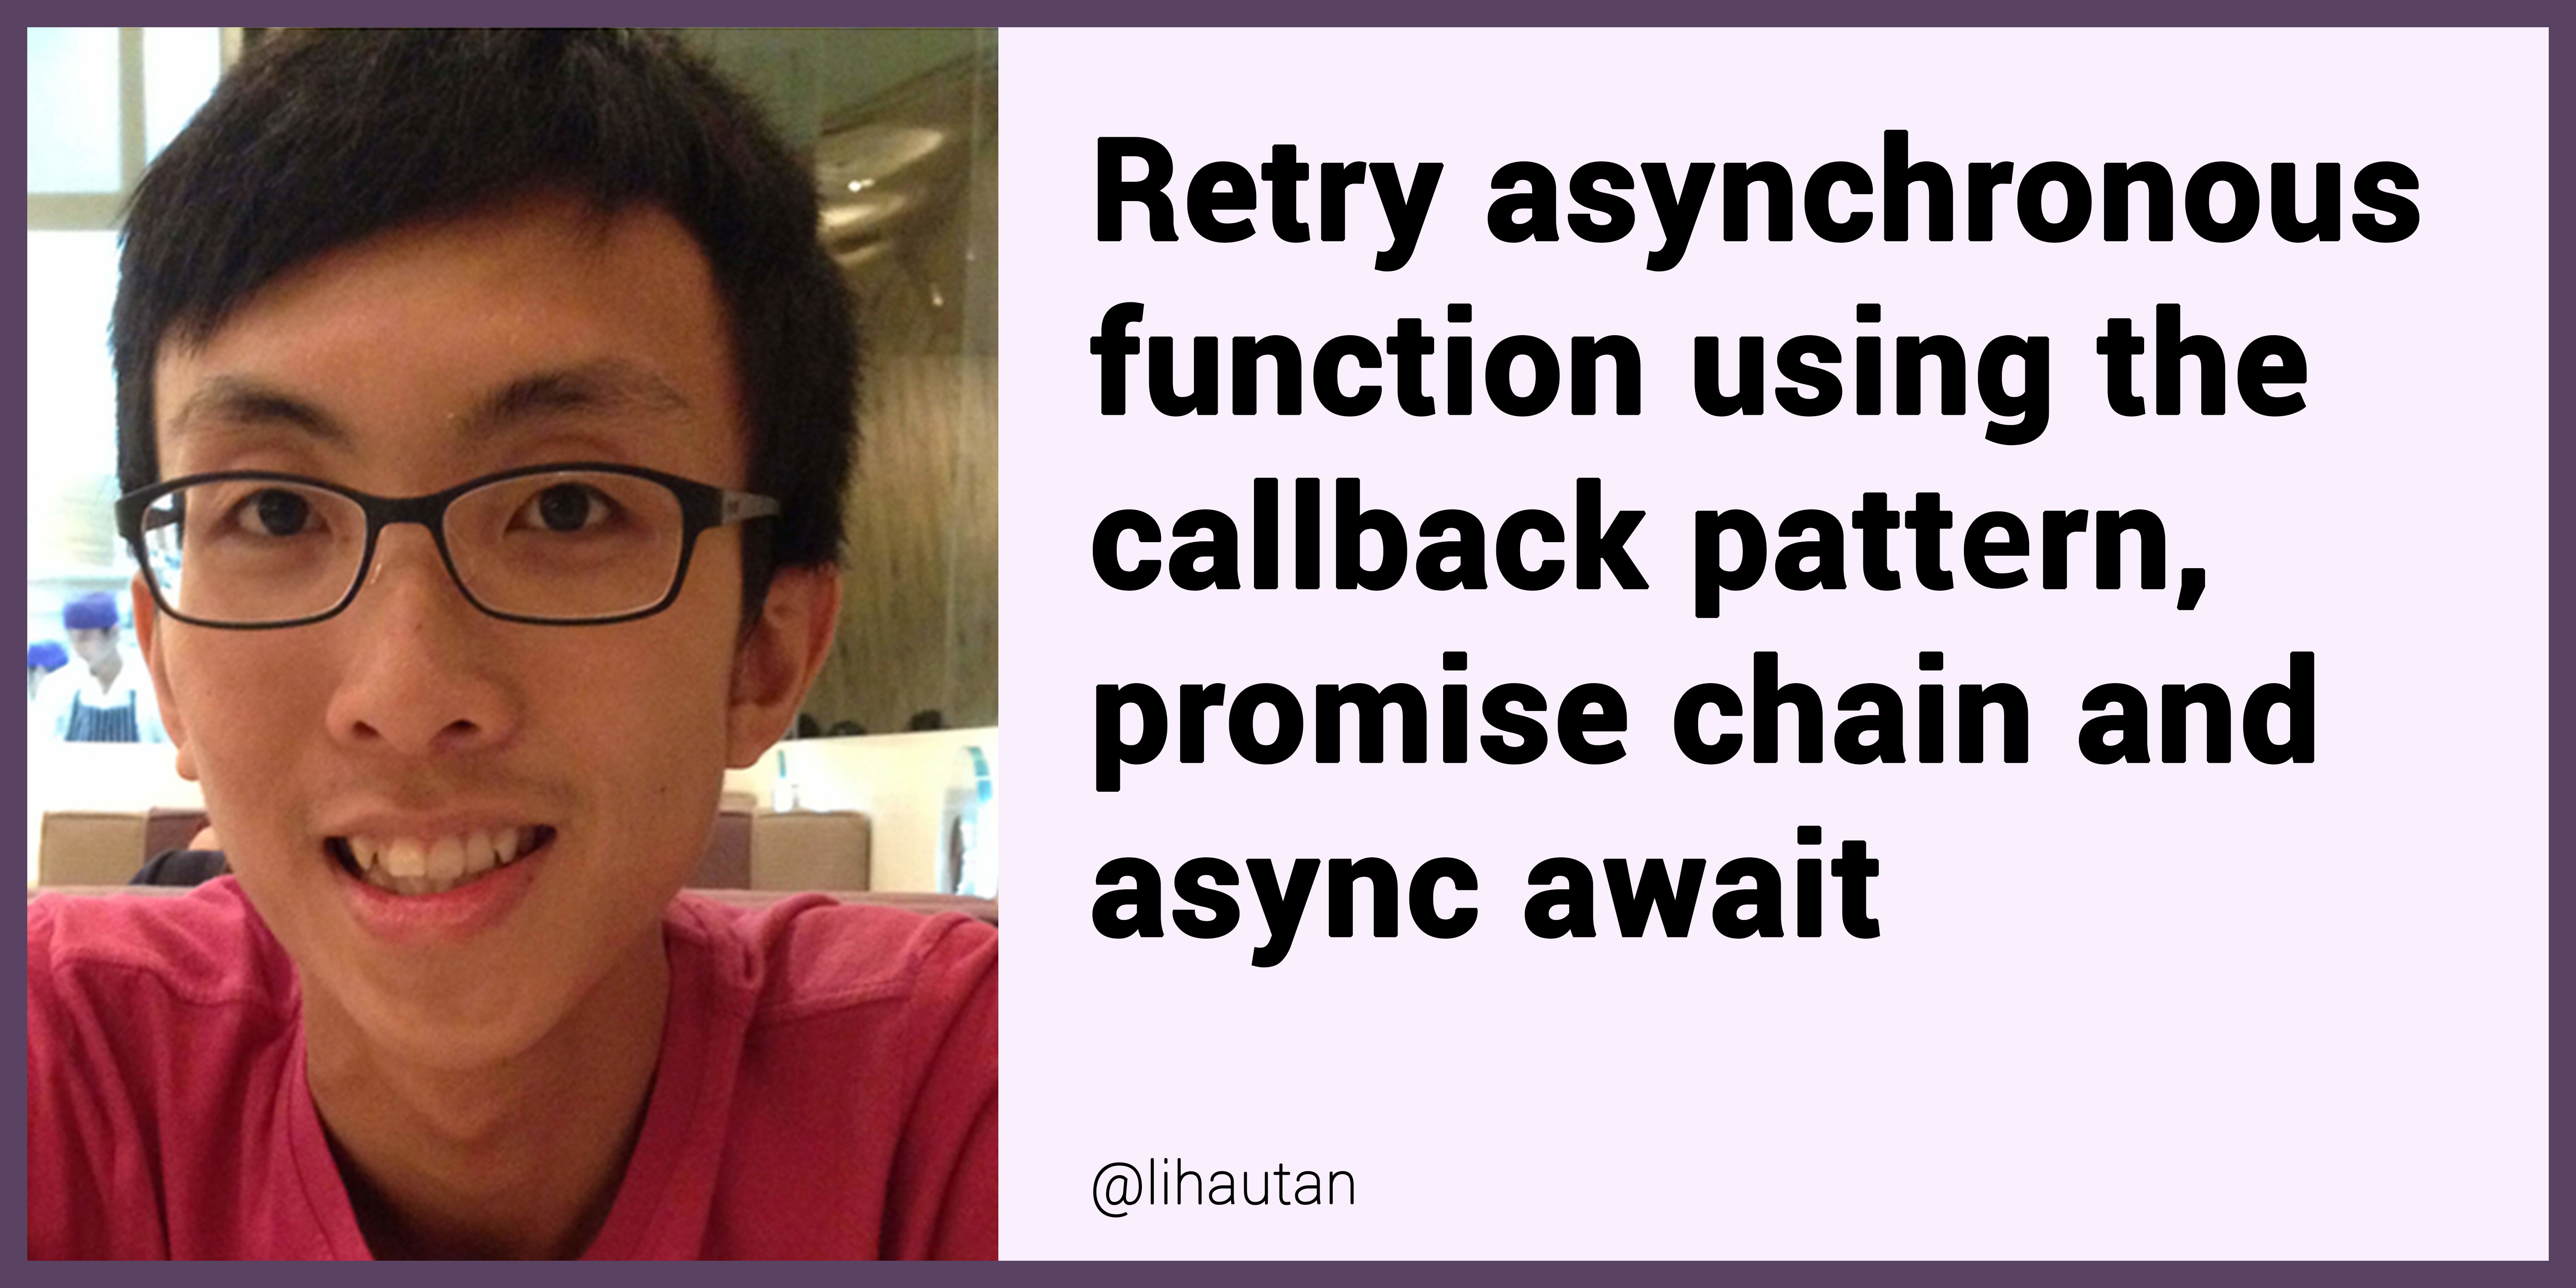 Retry asynchronous
function using the
callback pattern,
promise chain and
async await
@lihautan